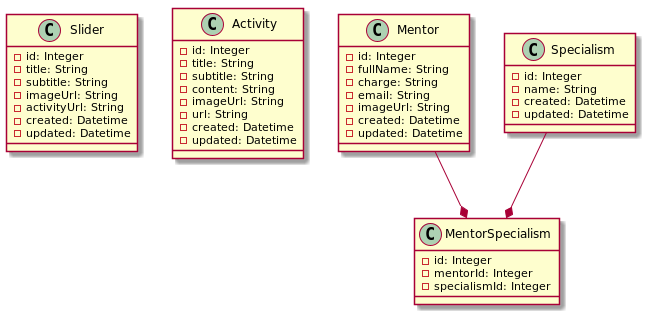 C Slider
id: Integer
title: String
subtitle: String
imageUrl: String
activityUrl: String
created: Datetime
updated: Datetime
C Activity
id: Integer
title: String
subtitle: String
content: String
imageUrl: String
url: String
created: Datetime
updated: Datetime
C Mentor
id: Integer
fullName: String
charge: String
email: String
imageUrl: String
created: Datetime
updated: Datetime
C Specialism
id: Integer
name: String
created: Datetime
updated: Datetime
C MentorSpecialism
id: Integer
mentorId: Integer
specialismId: Integer